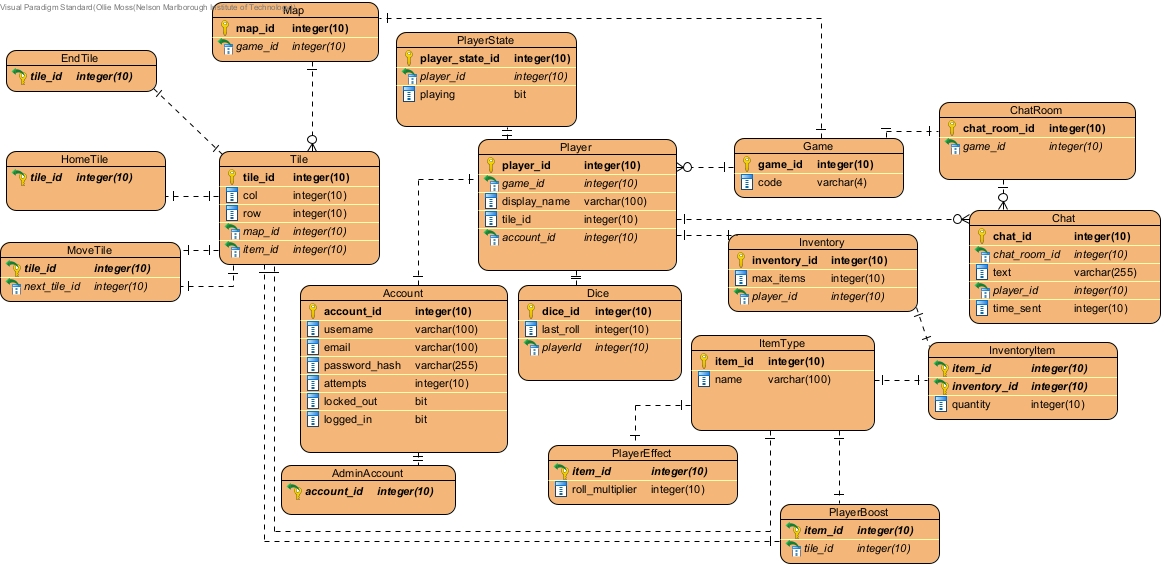 Visual Paradigm Standard(Ollie Moss(Nelson Marlborough Institute of Technology
Map
map_id integer(10)
game_id integer(10)
EndTile
tile_id integer(10)
PlayerState
player_state_id integer(10)
player_id integer(10)
playing bit
ChatRoom
chat_room_id integer(10)
game_id integer(10)
HomeTile
tile_id integer(10)
Tile
tile_id integer(10)
col integer(10)
row integer(10)
map_id integer(10)
item_id integer(10)
Player
player_id integer(10)
game_id integer(10)
display_name varchar(100)
tile_id integer(10)
account_id integer(10)
Game
game_id integer(10)
code varchar(4)
Chat
chat_id integer(10)
chat_room_id integer(10)
text varchar(255)
player_id integer(10)
time_sent integer(10)
MoveTile
tile_id integer(10)
next_tile_id integer(10)
Inventory
inventory_id integer(10)
max_items integer(10)
player_id integer(10)
Account
account_id integer(10)
username varchar(100)
email varchar(100)
password_hash varchar(255)
attempts integer(10)
locked_out bit
logged_in bit
Dice
dice_id integer(10)
last_roll integer(10)
playerId integer(10)
ItemType
item_id integer(10)
name varchar(100)
InventoryItem
item_id integer(10)
inventory_id integer(10)
quantity integer(10)
AdminAccount
account_id integer(10)
PlayerEffect
item_id integer(10)
roll_multiplier integer(10)
PlayerBoost
item_id integer(10)
tile_id integer(10)